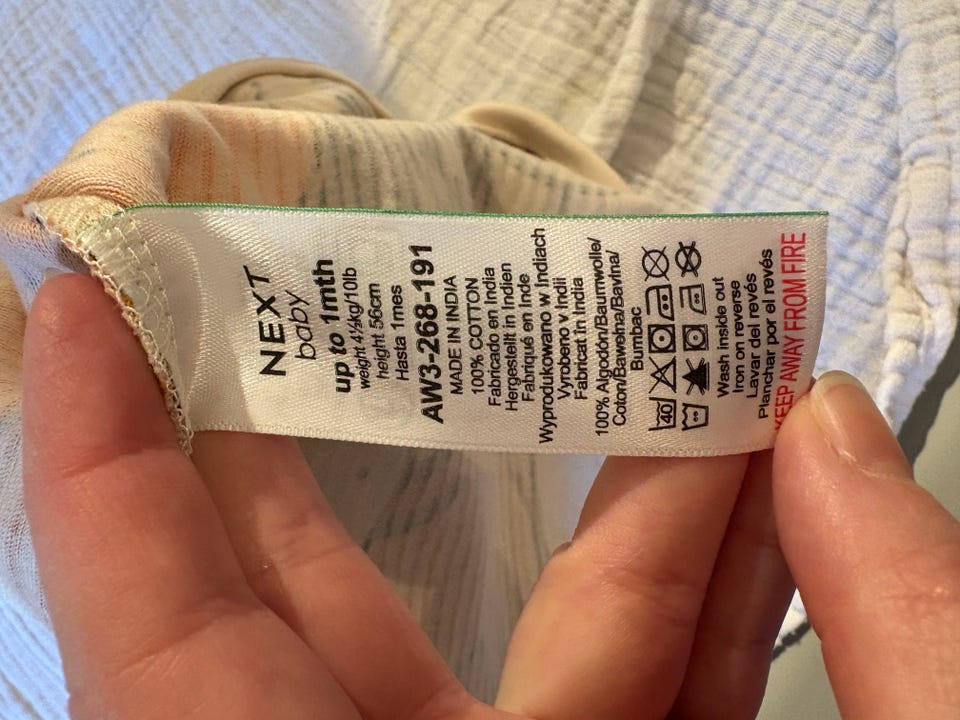 NEXT
baby
up to 1mth
weight 4½kg/10lb
height 56cm
Hasta 1mes
AW3-268-191
MADE IN INDIA
100% COTTON
Fabricado en India
Hergestellt in Indien
Fabriqué en Inde
Wyprodukowano w Indiach
Vyrobeno v Indii
Fabricat în India
100% Algodón/Baumwolle/
Coton/Bawełna/Bavlna/
Bumbac
40
Wash inside out
Iron on reverse
Lavar del revés
Planchar por el revés
KEEP AWAY FROM FIRE